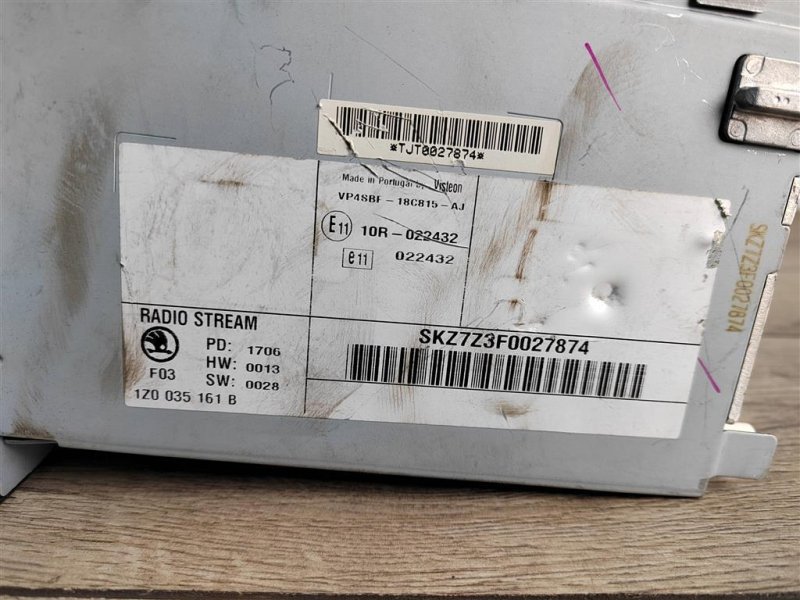 *TJT0027874*
Made in Portugal by Visteon
VP4SBF-18C815-AJ
E11 10R-022432
e11 022432
RADIO STREAM
PD: 1706
HW: 0013
F03
SW: 0028
1Z0 035 161 B
SKZ7Z3F0027874
SKZ7Z3F0027874